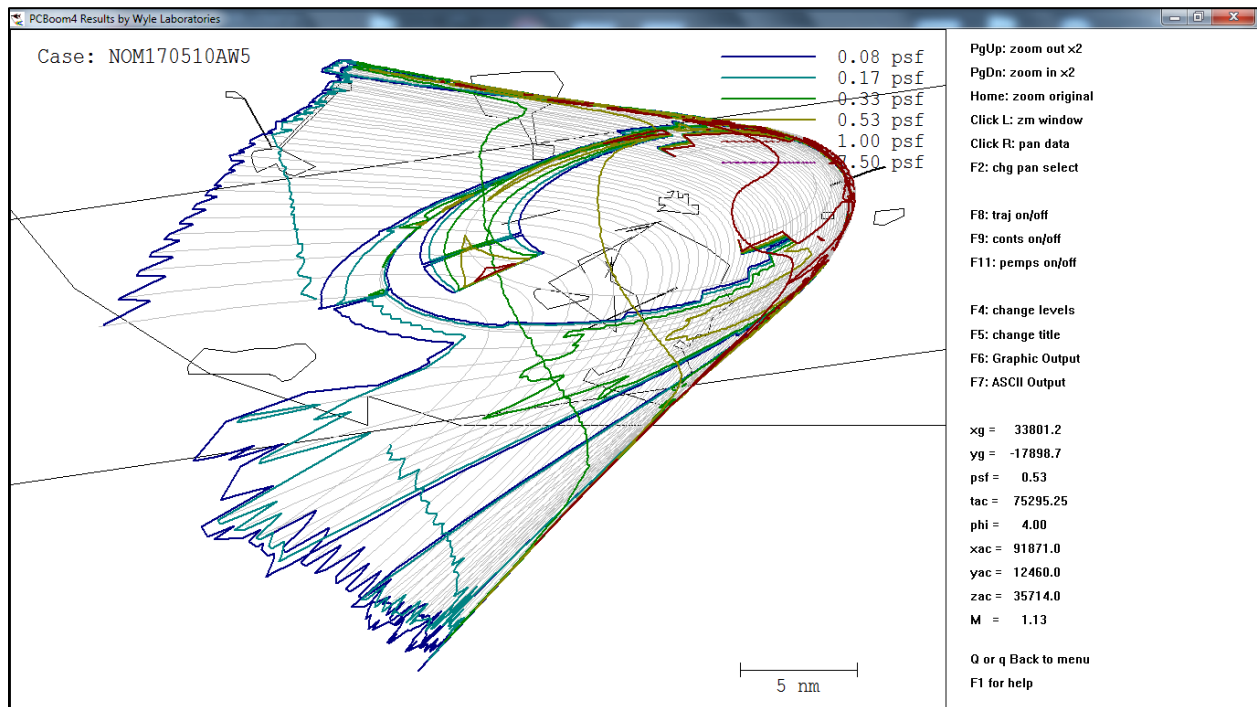 PCBoom4 Results by Wyle Laboratories
Case: NOM170510AW5
0.08 psf
0.17 psf
0.33 psf
0.53 psf
1.00 psf
7.50 psf
5 nm
PgUp: zoom out x2
PgDn: zoom in x2
Home: zoom original
Click L: zm window
Click R: pan data
F2: chg pan select
F8: traj on/off
F9: conts on/off
F11: pemps on/off
F4: change levels
F5: change title
F6: Graphic Output
F7: ASCII Output
xg = 33801.2
yg = -17898.7
psf = 0.53
tac = 75295.25
phi = 4.00
xac = 91871.0
yac = 12460.0
zac = 35714.0
M = 1.13
Q or q Back to menu
F1 for help